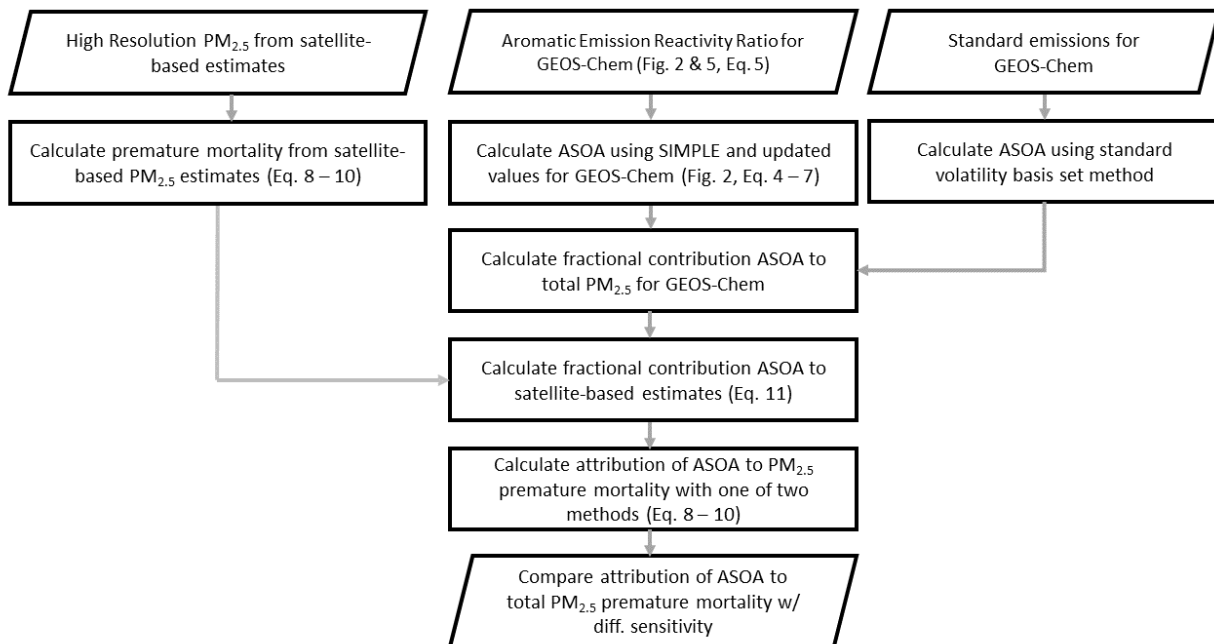 High Resolution PM2.5 from satellite-
based estimates
Aromatic Emission Reactivity Ratio for
GEOS-Chem (Fig. 2 & 5, Eq. 5)
Standard emissions for
GEOS-Chem
Calculate premature mortality from satellite-
based PM2.5 estimates (Eq. 8 – 10)
Calculate ASOA using SIMPLE and updated
values for GEOS-Chem (Fig. 2, Eq. 4 – 7)
Calculate ASOA using standard
volatility basis set method
Calculate fractional contribution ASOA to
total PM2.5 for GEOS-Chem
Calculate fractional contribution ASOA to
satellite-based estimates (Eq. 11)
Calculate attribution of ASOA to PM2.5
premature mortality with one of two
methods (Eq. 8 – 10)
Compare attribution of ASOA to
total PM2.5 premature mortality w/
diff. sensitivity